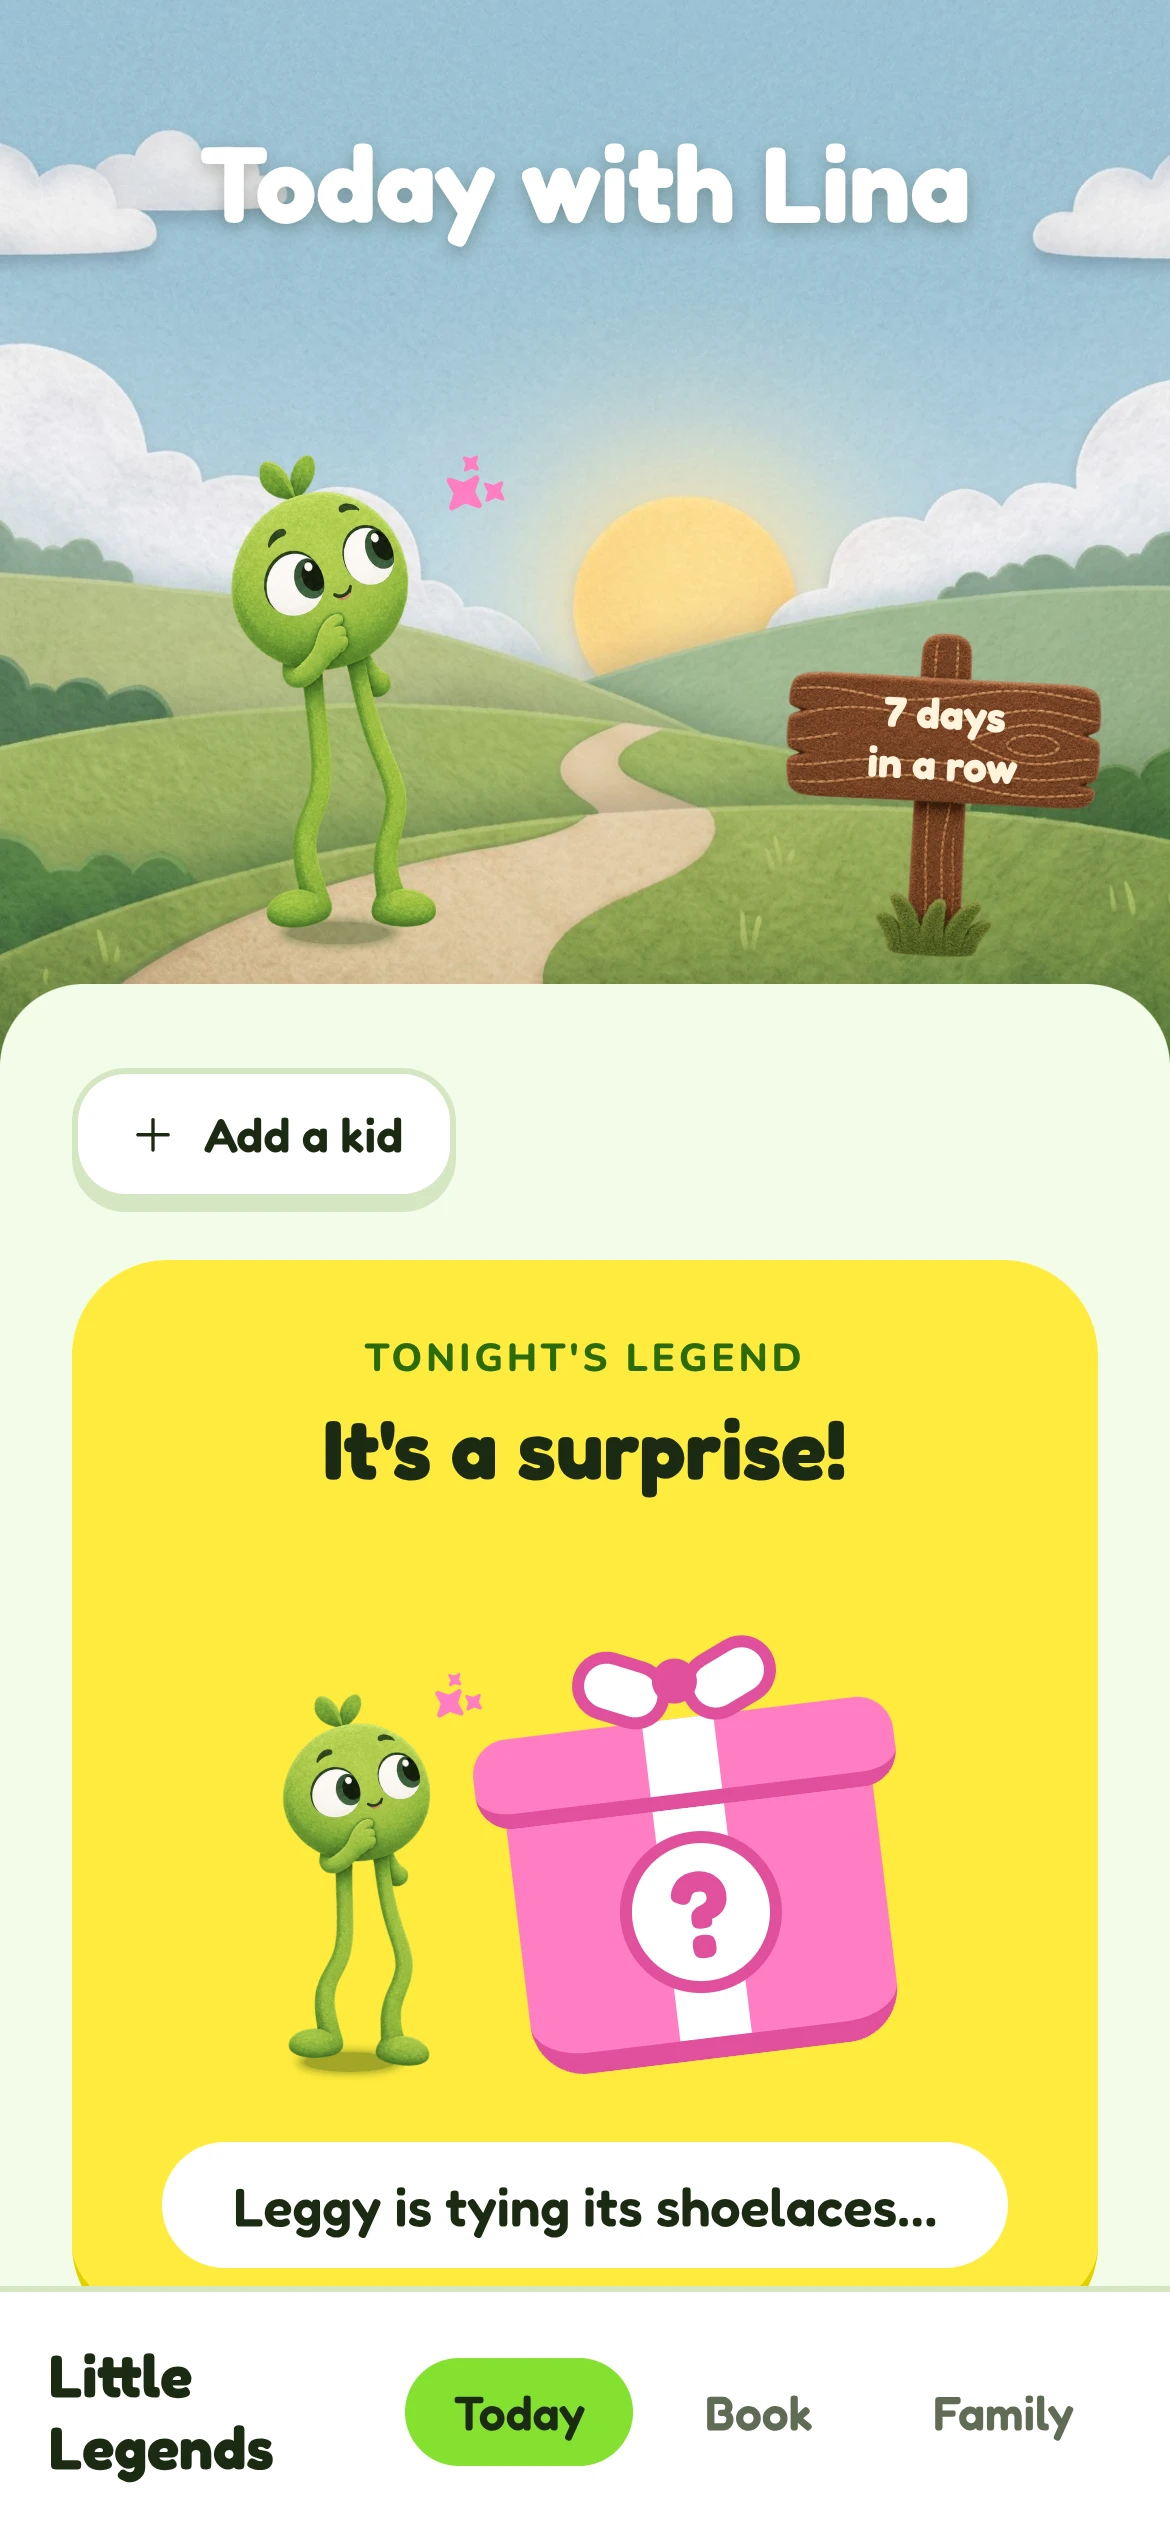 Today with Lina
7 days
in a row
+ Add a kid
TONIGHT'S LEGEND
It's a surprise!
?
Leggy is tying its shoelaces...
Little
Legends
Today
Book
Family